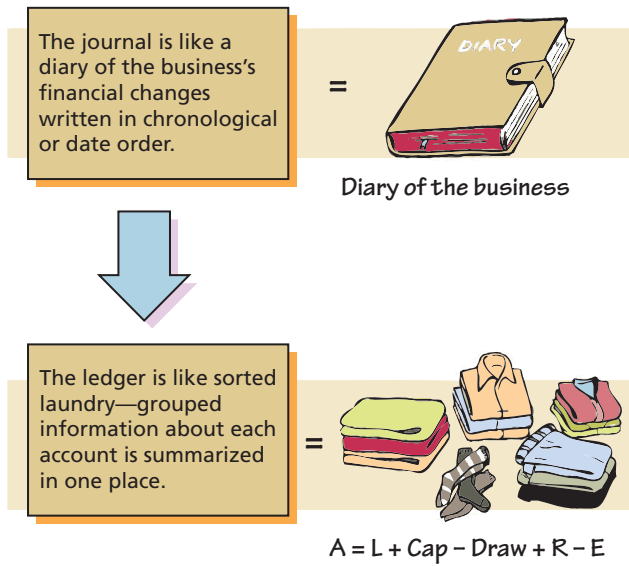 The journal is like a
diary of the business's
financial changes
written in chronological
or date order.
=
DIARY
Diary of the business
The ledger is like sorted
laundry—grouped
information about each
account is summarized
in one place.
=
A = L + Cap – Draw + R – E